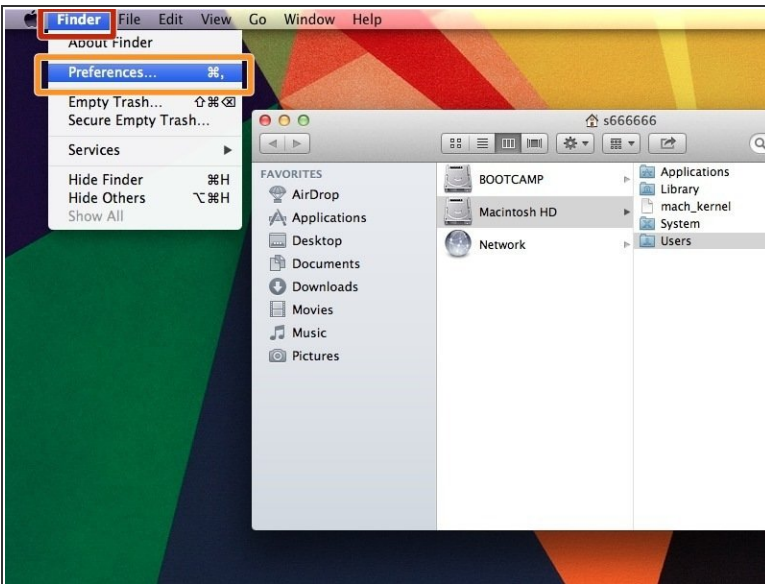 Finder File Edit View Go Window Help
About Finder
Preferences... ⌘,
Empty Trash... ⇧⌘⌫
Secure Empty Trash...
Services ▶
Hide Finder ⌘H
Hide Others ⌥⌘H
Show All
s666666
FAVORITES
AirDrop
Applications
Desktop
Documents
Downloads
Movies
Music
Pictures
BOOTCAMP
Macintosh HD
Network
Applications
Library
mach_kernel
System
Users